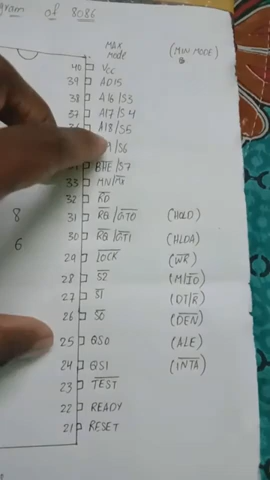 gram of 8086
MAX mode (MIN MODE)
40 Vcc
39 AD15
38 A16/S3
37 A17/S4
A18/S5
/S6
BHE/S7
33 MN/MX
32 RD
8 31 RQ/GT0 (HOLD)
6 30 RQ/GT1 (HLDA)
29 LOCK (WR)
28 S2 (M/IO)
27 S1 (DT/R)
26 S0 (DEN)
25 QS0 (ALE)
24 QS1 (INTA)
23 TEST
22 READY
21 RESET